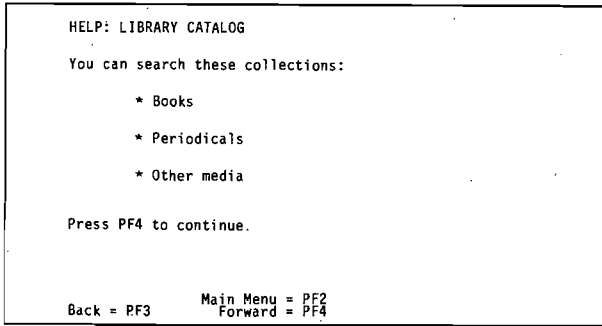 HELP: LIBRARY CATALOG
You can search these collections:
* Books
* Periodicals
* Other media
Press PF4 to continue.
Main Menu = PF2
Back = PF3 Forward = PF4